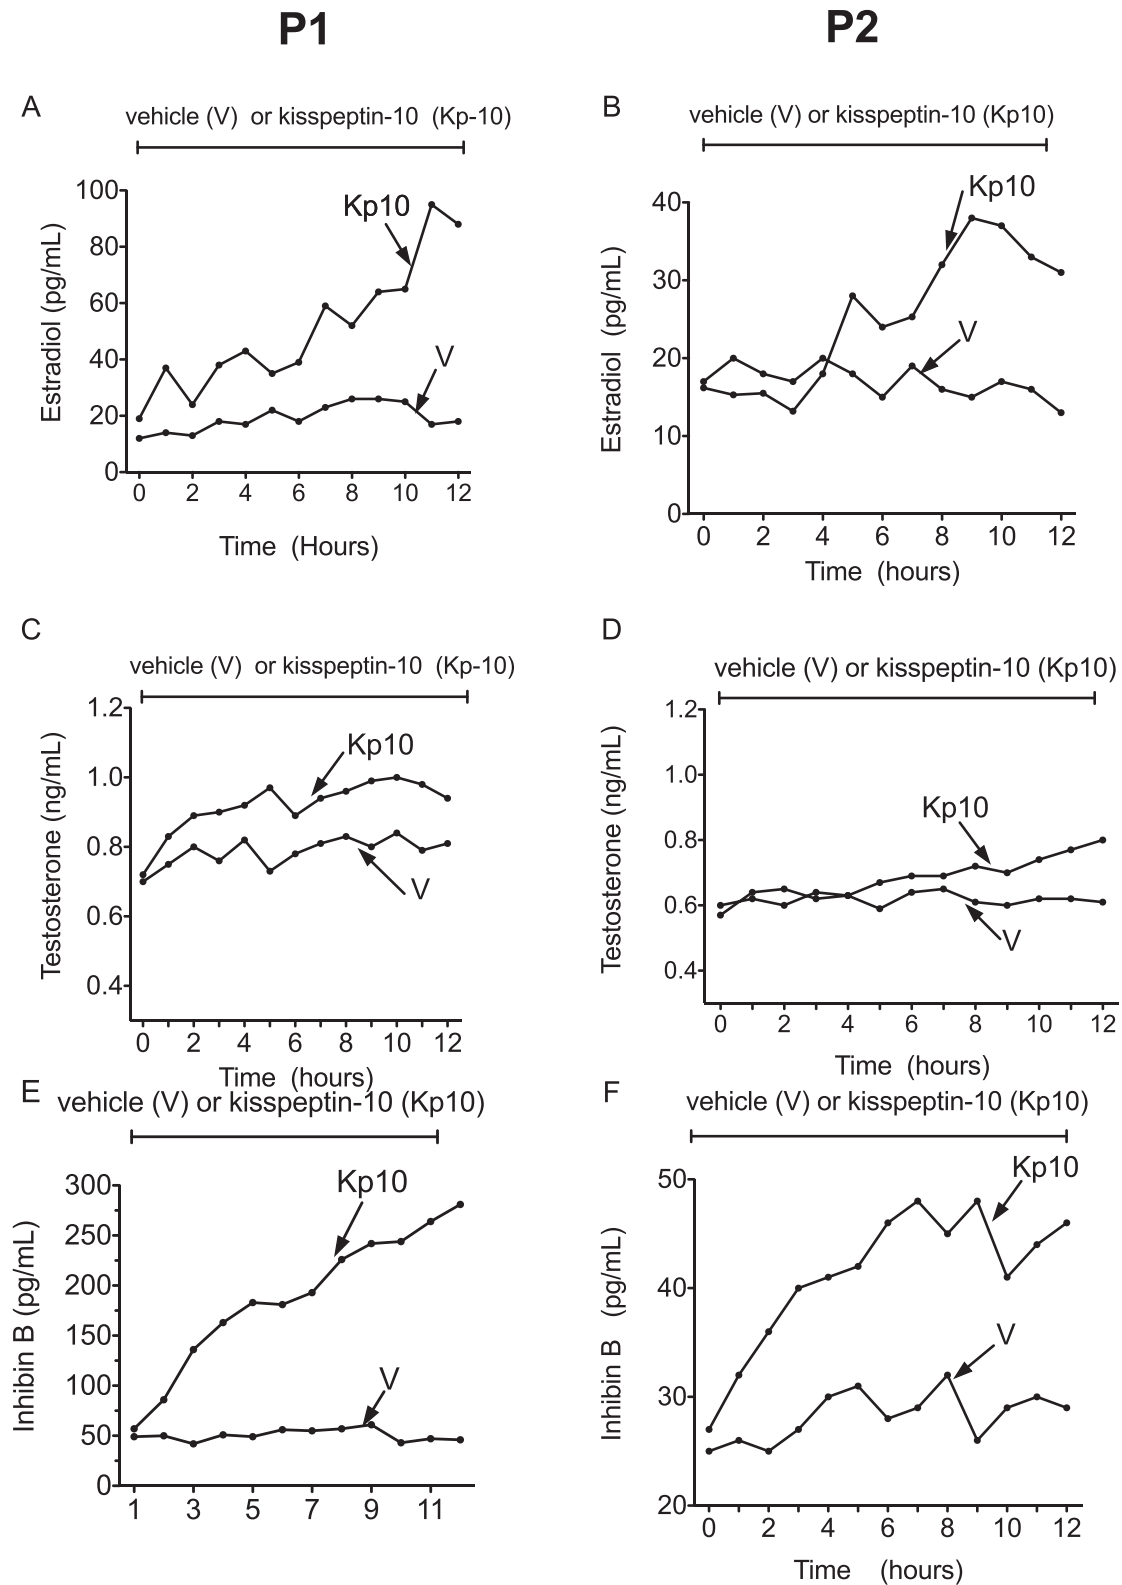 P1
P2
A
vehicle (V) or kisspeptin-10 (Kp-10)
Estradiol (pg/mL)
100
80
60
40
20
0
Kp10
V
0 2 4 6 8 10 12
Time (Hours)
B
vehicle (V) or kisspeptin-10 (Kp10)
Estradiol (pg/mL)
40
30
20
10
0
Kp10
V
0 2 4 6 8 10 12
Time (hours)
C
vehicle (V) or kisspeptin-10 (Kp-10)
Testosterone (ng/mL)
1.2
1.0
0.8
0.6
0.4
Kp10
V
0 2 4 6 8 10 12
Time (hours)
D
vehicle (V) or kisspeptin-10 (Kp10)
Testosterone (ng/mL)
1.2
1.0
0.8
0.6
0.4
Kp10
V
0 2 4 6 8 10 12
Time (hours)
E
vehicle (V) or kisspeptin-10 (Kp10)
Inhibin B (pg/mL)
300
250
200
150
100
50
0
Kp10
V
1 3 5 7 9 11
F
vehicle (V) or kisspeptin-10 (Kp10)
Inhibin B (pg/mL)
50
40
30
20
Kp10
V
0 2 4 6 8 10 12
Time (hours)